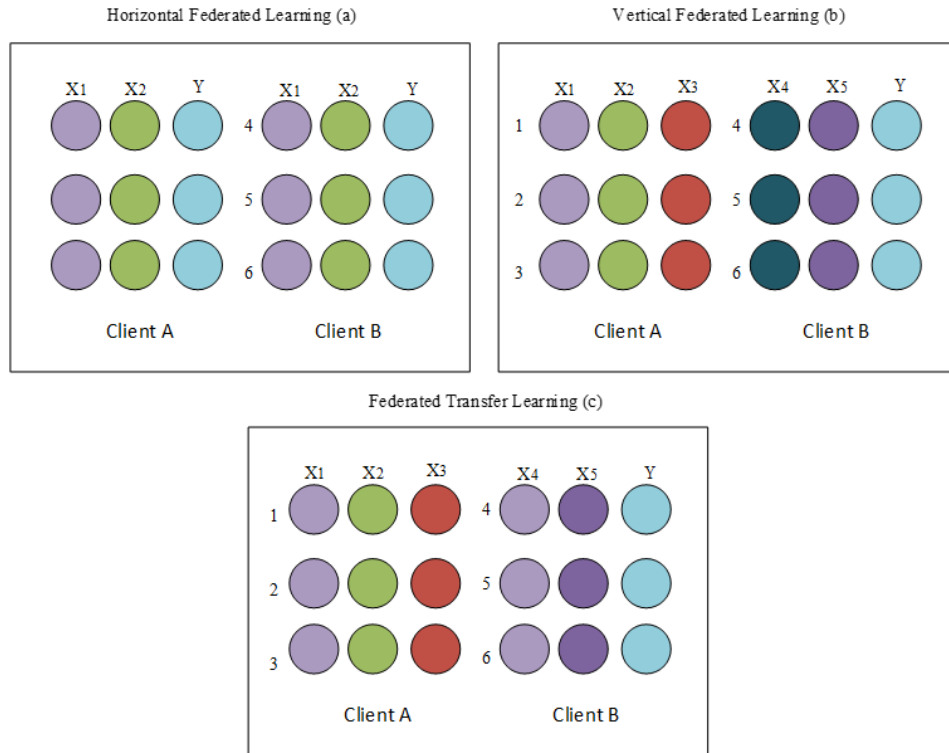 Horizontal Federated Learning (a)
X1 X2 Y X1 X2 Y
4
5
6
Client A Client B
Vertical Federated Learning (b)
X1 X2 X3 X4 X5 Y
1 4
2 5
3 6
Client A Client B
Federated Transfer Learning (c)
X1 X2 X3 X4 X5 Y
1 4
2 5
3 6
Client A Client B